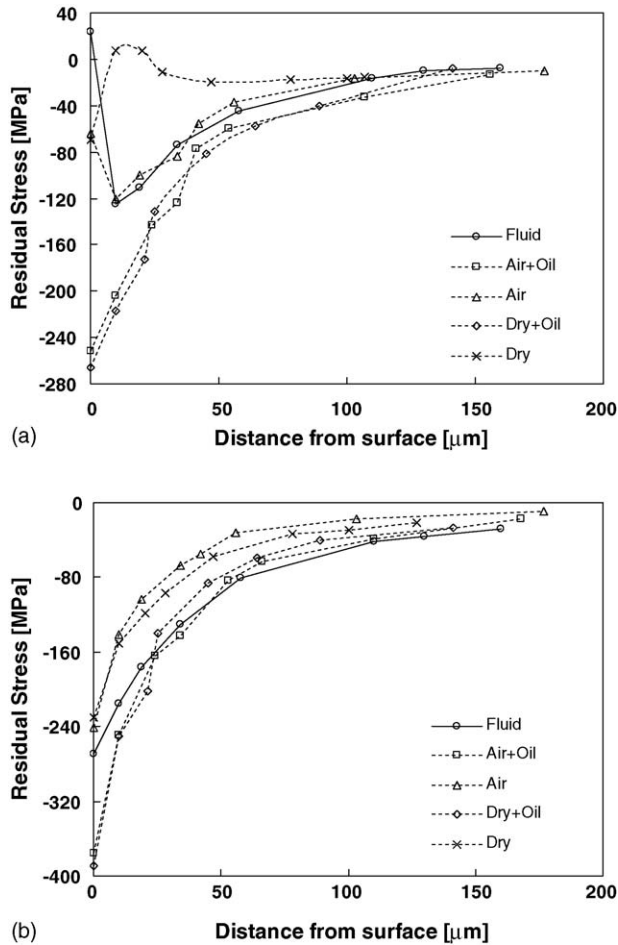 40
0
-40
-80
-120
-160
-200
-240
-280
Residual Stress [MPa]
Fluid
Air+Oil
Air
Dry+Oil
Dry
0
50
100
150
200
(a)
Distance from surface [μm]
0
-80
-160
-240
-320
-400
Residual Stress [MPa]
Fluid
Air+Oil
Air
Dry+Oil
Dry
0
50
100
150
200
(b)
Distance from surface [μm]